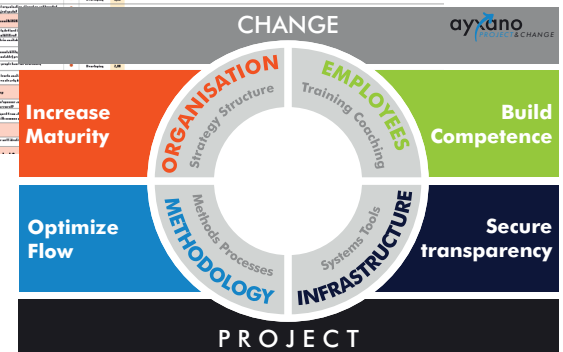 CHANGE
ayxano
PROJECT & CHANGE
Increase
Maturity
ORGANISATION
Strategy Structure
EMPLOYEES
Training Coaching
Build
Competence
Optimize
Flow
METHODOLOGY
Methods Processes
INFRASTRUCTURE
Systems Tools
Secure
transparency
PROJECT